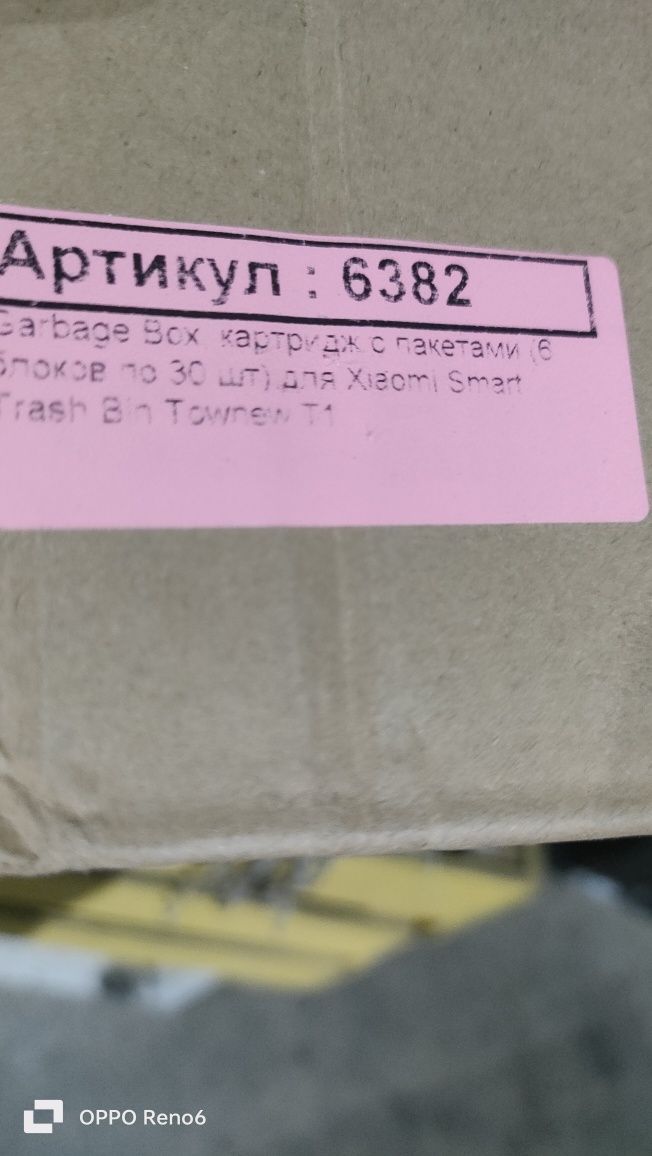 Артикул : 6382
Garbage Box, картридж с пакетами (6
блоков по 30 шт) для Xiaomi Smart
Trash Bin Townew T1
OPPO Reno6